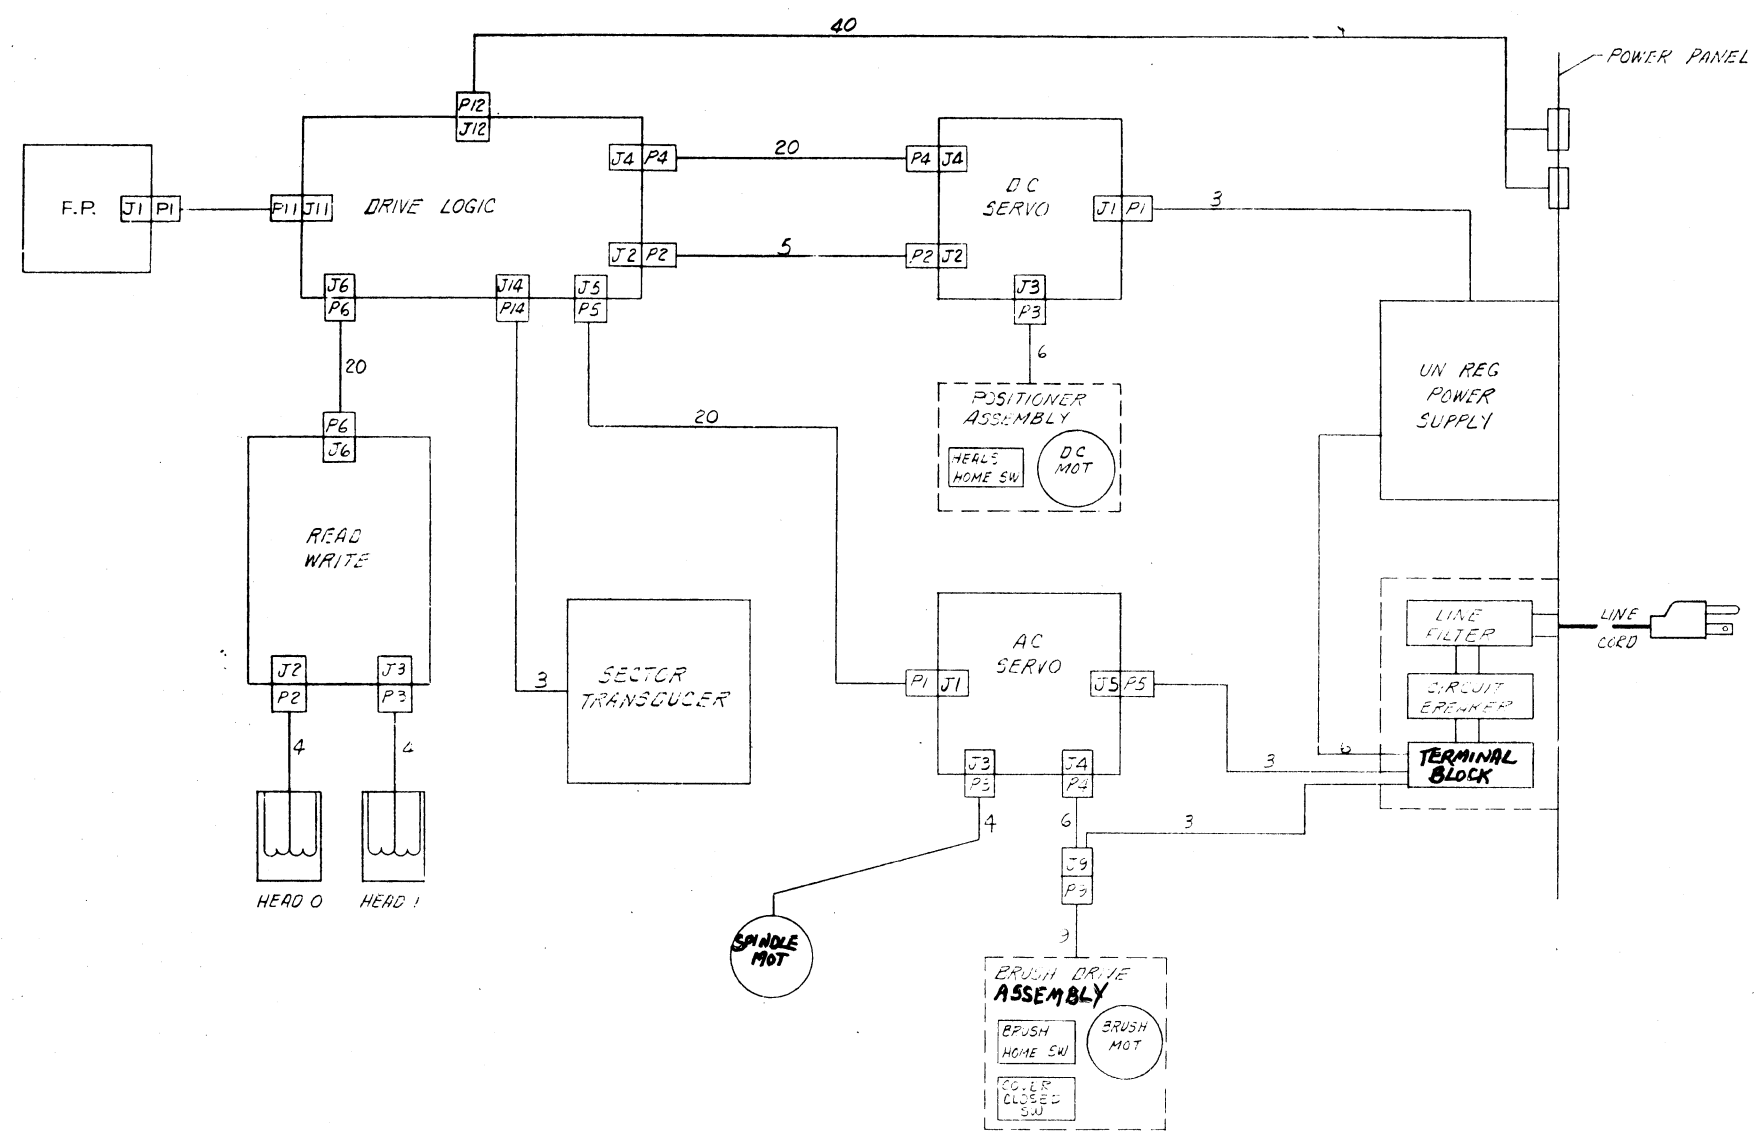 40
POWER PANEL
P12
J12
F.P.
J1 P1
P11 J11
DRIVE LOGIC
J4 P4
20
P4 J4
DC
SERVO
J1 P1
3
J2 P2
5
P2 J2
J6
P6
J14
P14
J5
P5
J3
P3
20
6
UN REG
POWER
SUPPLY
POSITIONER
ASSEMBLY
HOME SW
DC
MOT
20
P6
J6
READ
WRITE
SECTOR
TRANSDUCER
3
AC
SERVO
P1 J1
J5 P5
LINE
FILTER
LINE
CORD
CIRCUIT
BREAKER
TERMINAL
BLOCK
6
3
J2
P2
J3
P3
4
4
HEAD 0
HEAD 1
J3
P3
J4
P4
4
6
3
J9
P9
9
SPINDLE
MOT
BRUSH DRIVE
ASSEMBLY
BRUSH
HOME SW
BRUSH
MOT
COVER
CLOSED
SW